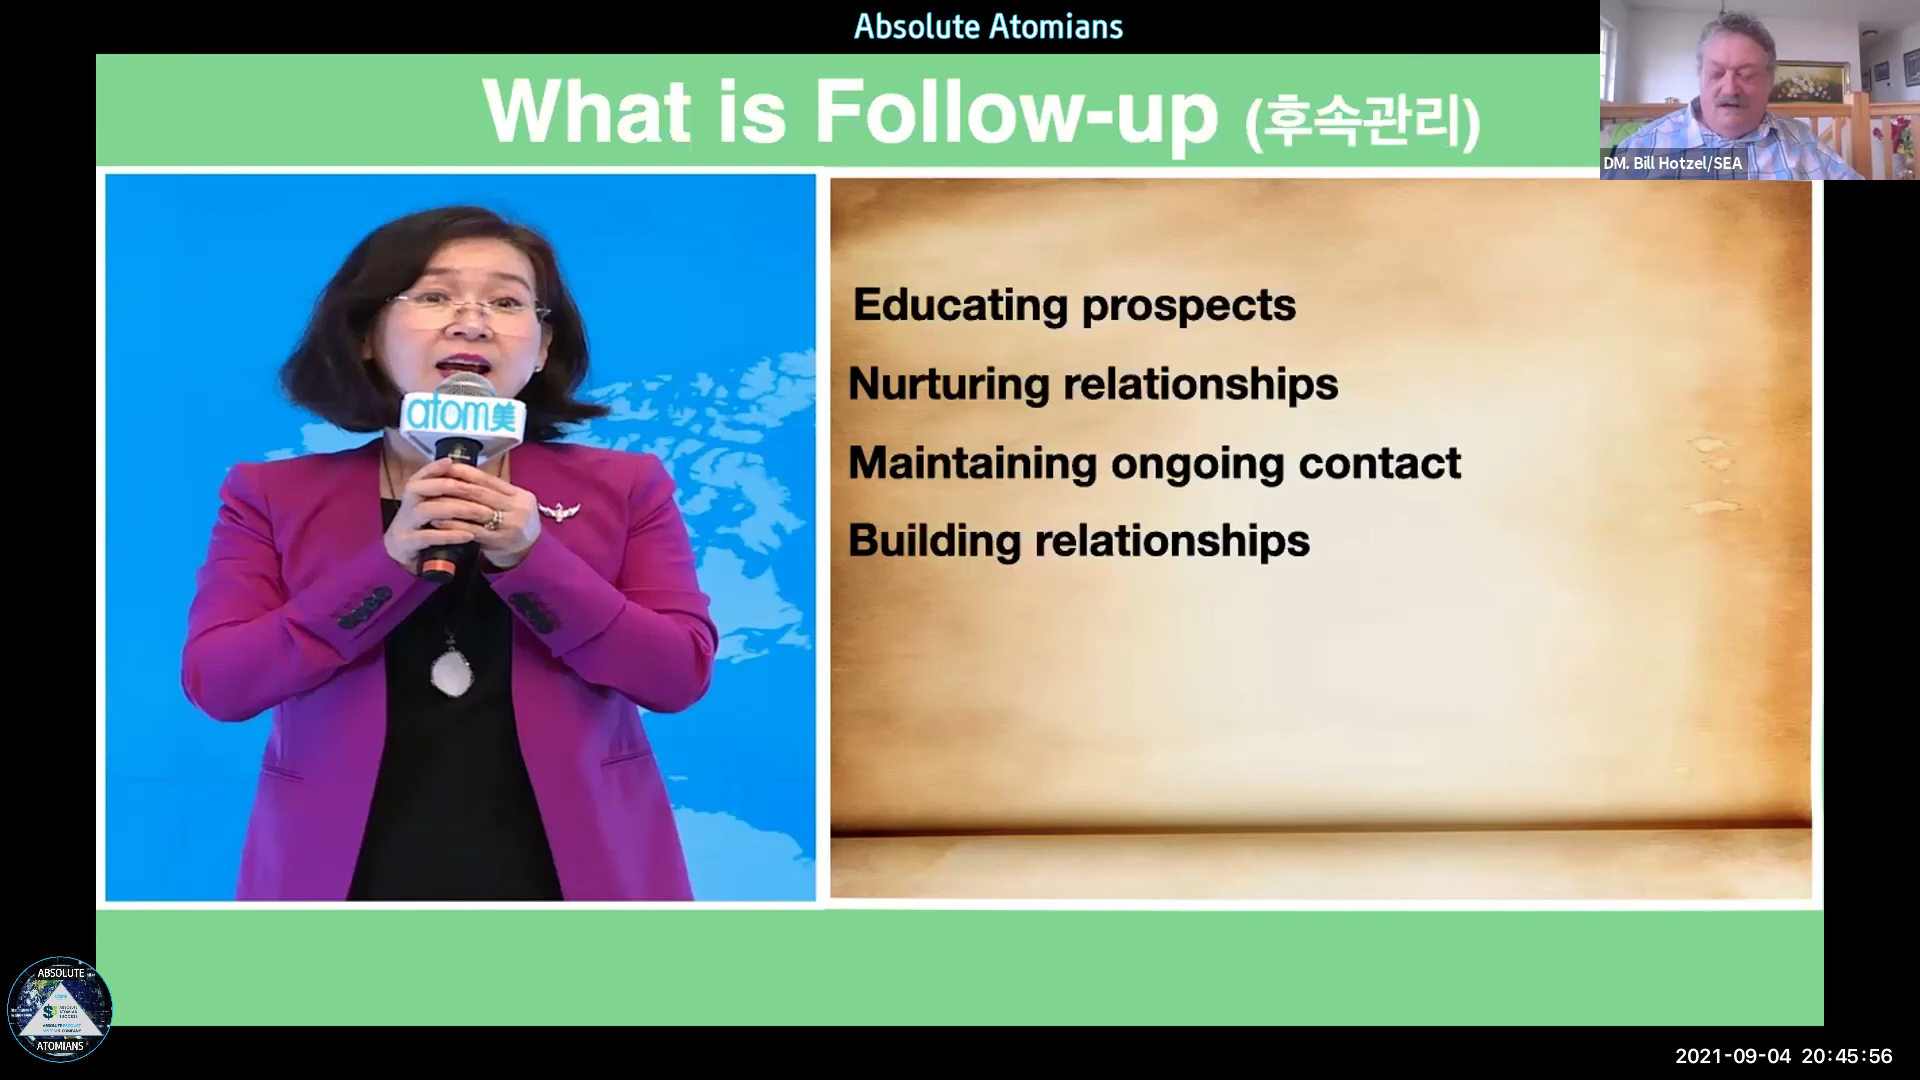 Absolute Atomians
What is Follow-up (후속관리)
DM. Bill Hotzel/SEA
atom美
Educating prospects
Nurturing relationships
Maintaining ongoing contact
Building relationships
ABSOLUTE
ATOMIANS
2021-09-04 20:45:56